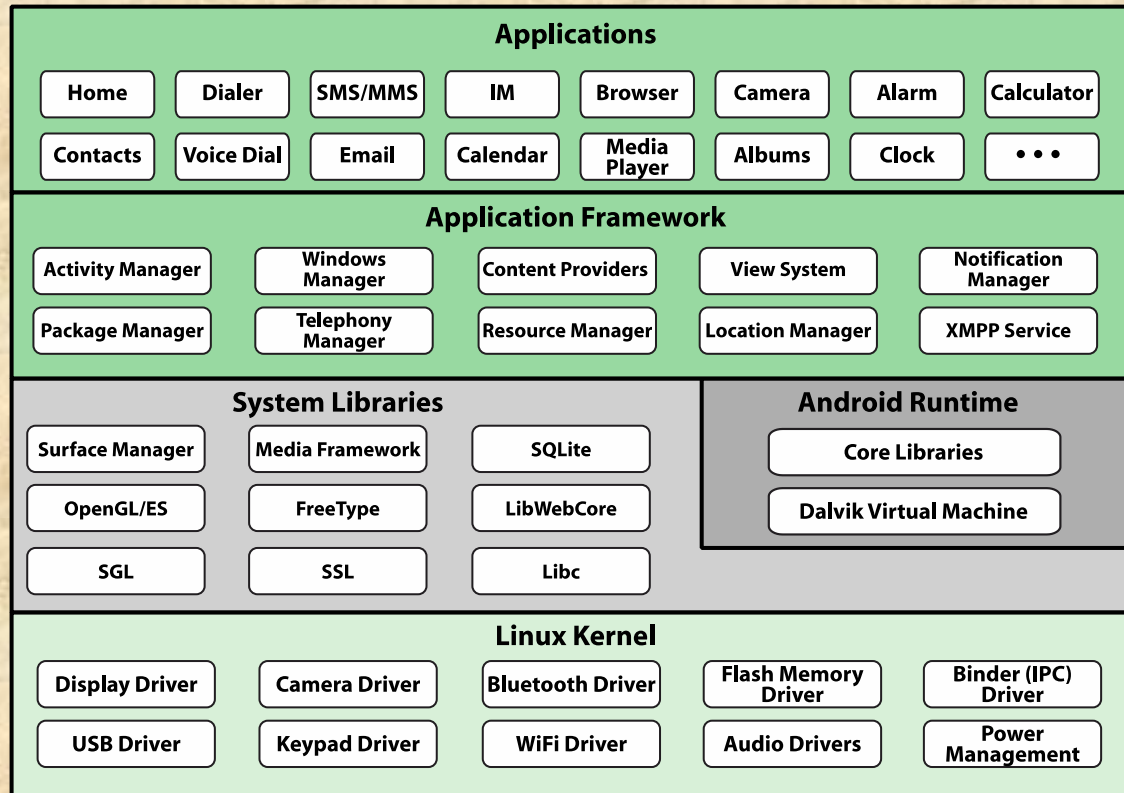 Applications
Home
Dialer
SMS/MMS
IM
Browser
Camera
Alarm
Calculator
Contacts
Voice Dial
Email
Calendar
Media
Player
Albums
Clock
• • •
Application Framework
Activity Manager
Windows
Manager
Content Providers
View System
Notification
Manager
Package Manager
Telephony
Manager
Resource Manager
Location Manager
XMPP Service
System Libraries
Surface Manager
Media Framework
SQLite
OpenGL/ES
FreeType
LibWebCore
SGL
SSL
Libc
Android Runtime
Core Libraries
Dalvik Virtual Machine
Linux Kernel
Display Driver
Camera Driver
Bluetooth Driver
Flash Memory
Driver
Binder (IPC)
Driver
USB Driver
Keypad Driver
WiFi Driver
Audio Drivers
Power
Management